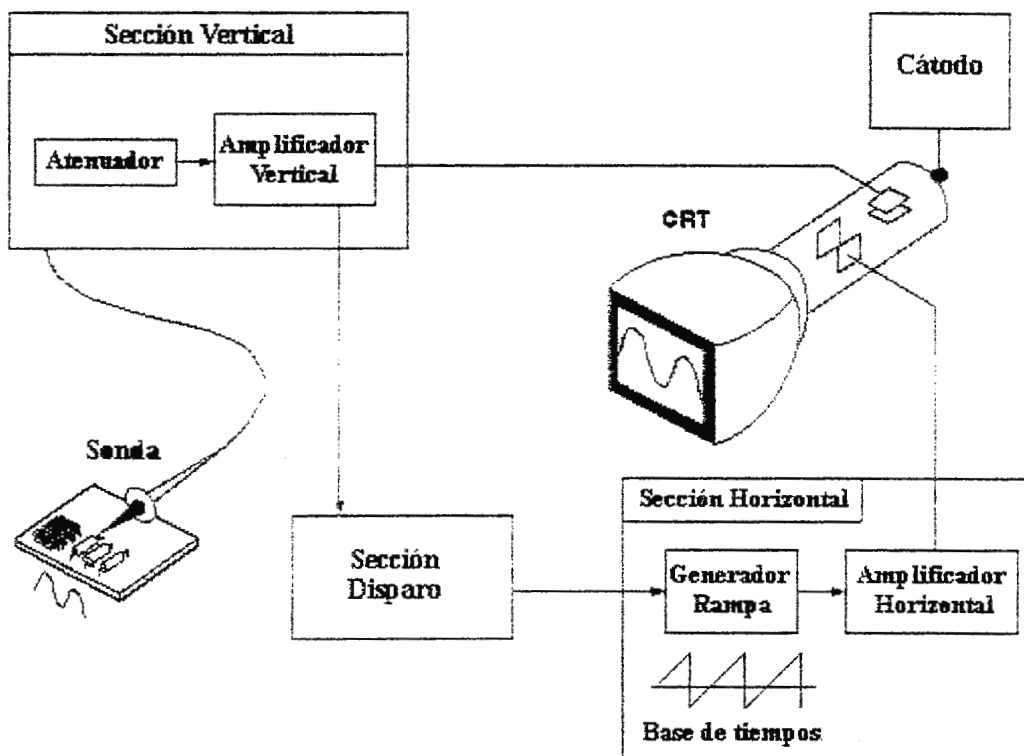 Sección Vertical
Atenuador
Amplificador
Vertical
Cátodo
CRT
Sonda
Sección
Disparo
Sección Horizontal
Generador
Rampa
Amplificador
Horizontal
Base de tiempos